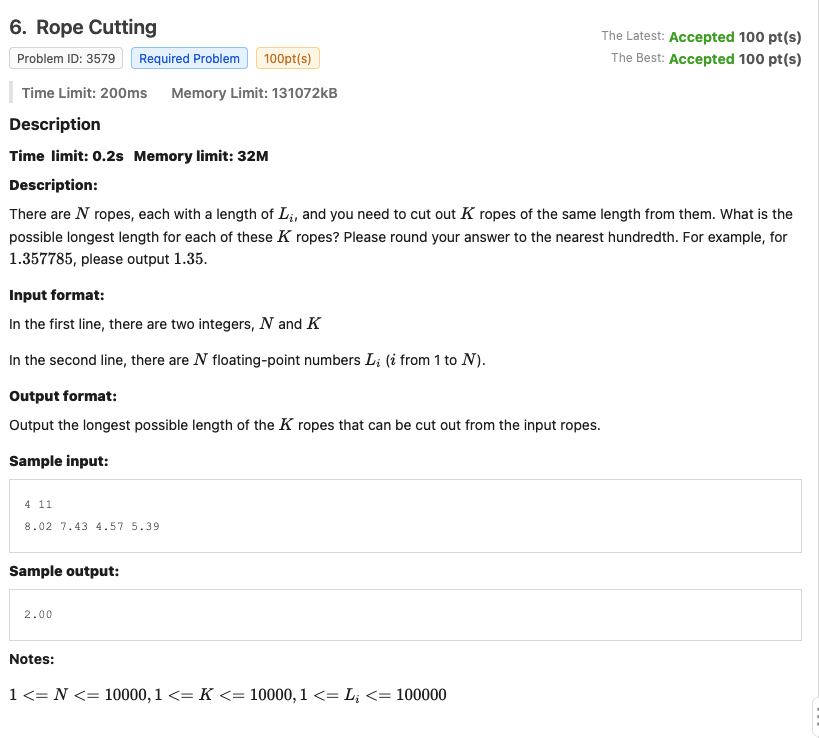 6. Rope Cutting
The Latest: Accepted 100 pt(s)
Problem ID: 3579 Required Problem 100pt(s)
The Best: Accepted 100 pt(s)
Time Limit: 200ms Memory Limit: 131072kB
Description
Time limit: 0.2s Memory limit: 32M
Description:
There are N ropes, each with a length of L_i, and you need to cut out K ropes of the same length from them. What is the
possible longest length for each of these K ropes? Please round your answer to the nearest hundredth. For example, for
1.357785, please output 1.35.
Input format:
In the first line, there are two integers, N and K
In the second line, there are N floating-point numbers L_i (i from 1 to N).
Output format:
Output the longest possible length of the K ropes that can be cut out from the input ropes.
Sample input:
4 11
8.02 7.43 4.57 5.39
Sample output:
2.00
Notes:
1 <= N <= 10000, 1 <= K <= 10000, 1 <= L_i <= 100000